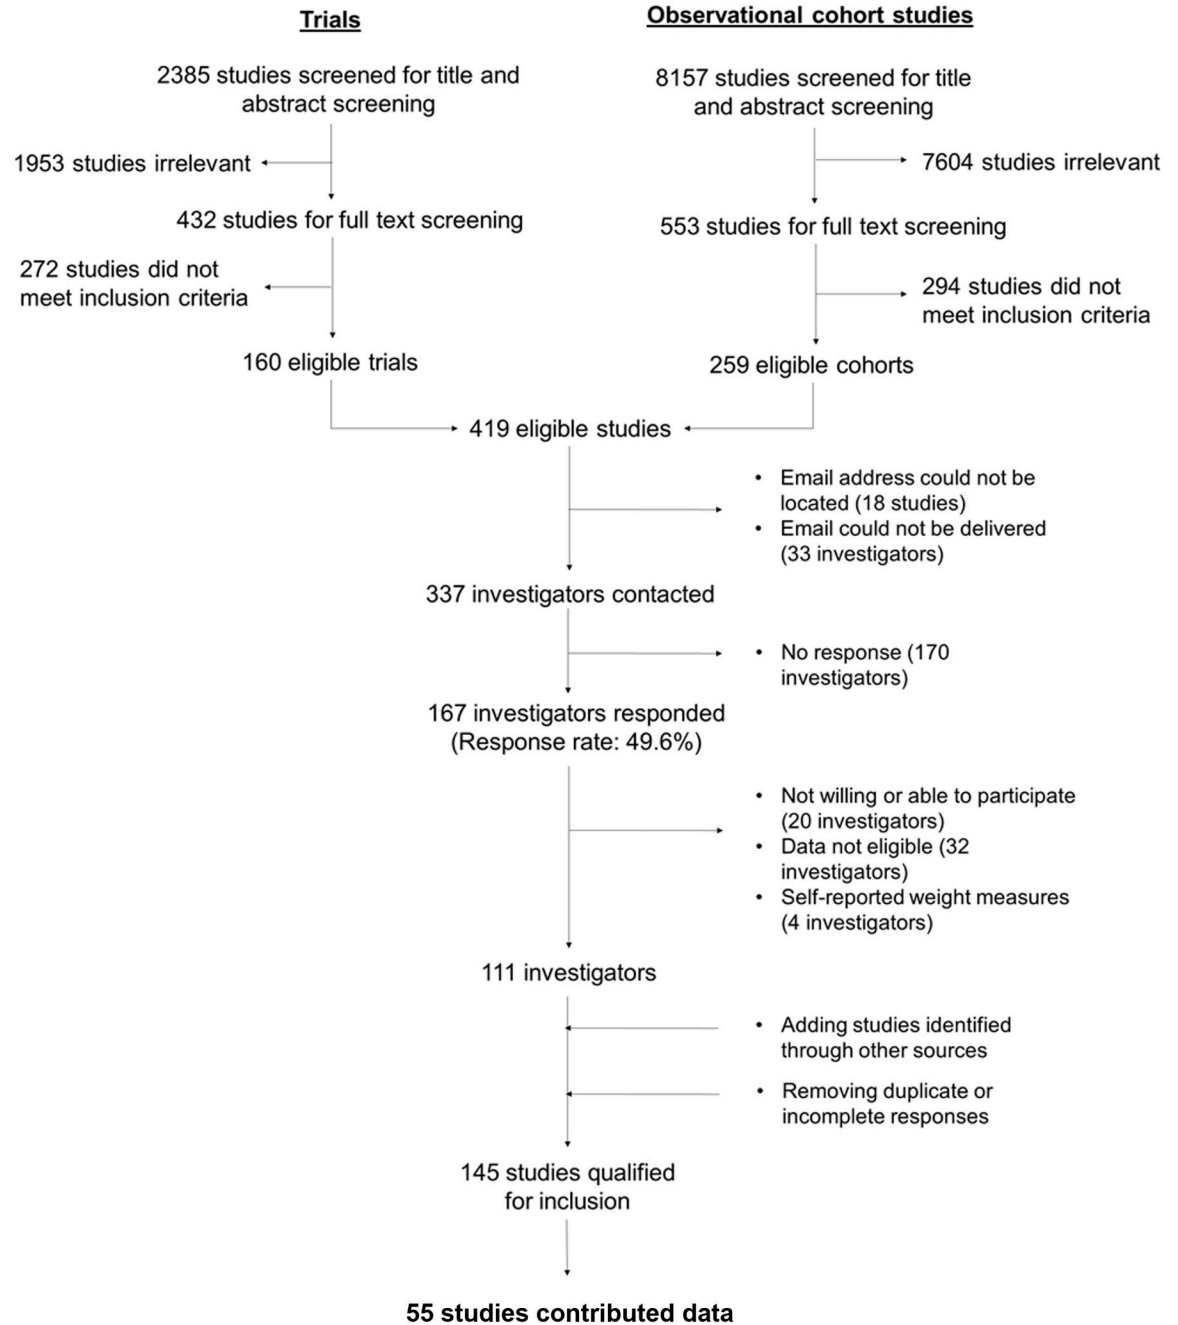 Trials
2385 studies screened for title and
abstract screening
1953 studies irrelevant
432 studies for full text screening
272 studies did not
meet inclusion criteria
160 eligible trials
Observational cohort studies
8157 studies screened for title
and abstract screening
7604 studies irrelevant
553 studies for full text screening
294 studies did not
meet inclusion criteria
259 eligible cohorts
419 eligible studies
• Email address could not be
located (18 studies)
• Email could not be delivered
(33 investigators)
337 investigators contacted
• No response (170
investigators)
167 investigators responded
(Response rate: 49.6%)
• Not willing or able to participate
(20 investigators)
• Data not eligible (32
investigators)
• Self-reported weight measures
(4 investigators)
111 investigators
• Adding studies identified
through other sources
• Removing duplicate or
incomplete responses
145 studies qualified
for inclusion
55 studies contributed data